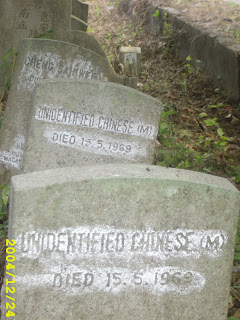 UNIDENTIFIED CHINESE (M)
DIED 15.5.1969
UNIDENTIFIED CHINESE (M)
DIED 15.5.1969
2004/12/24